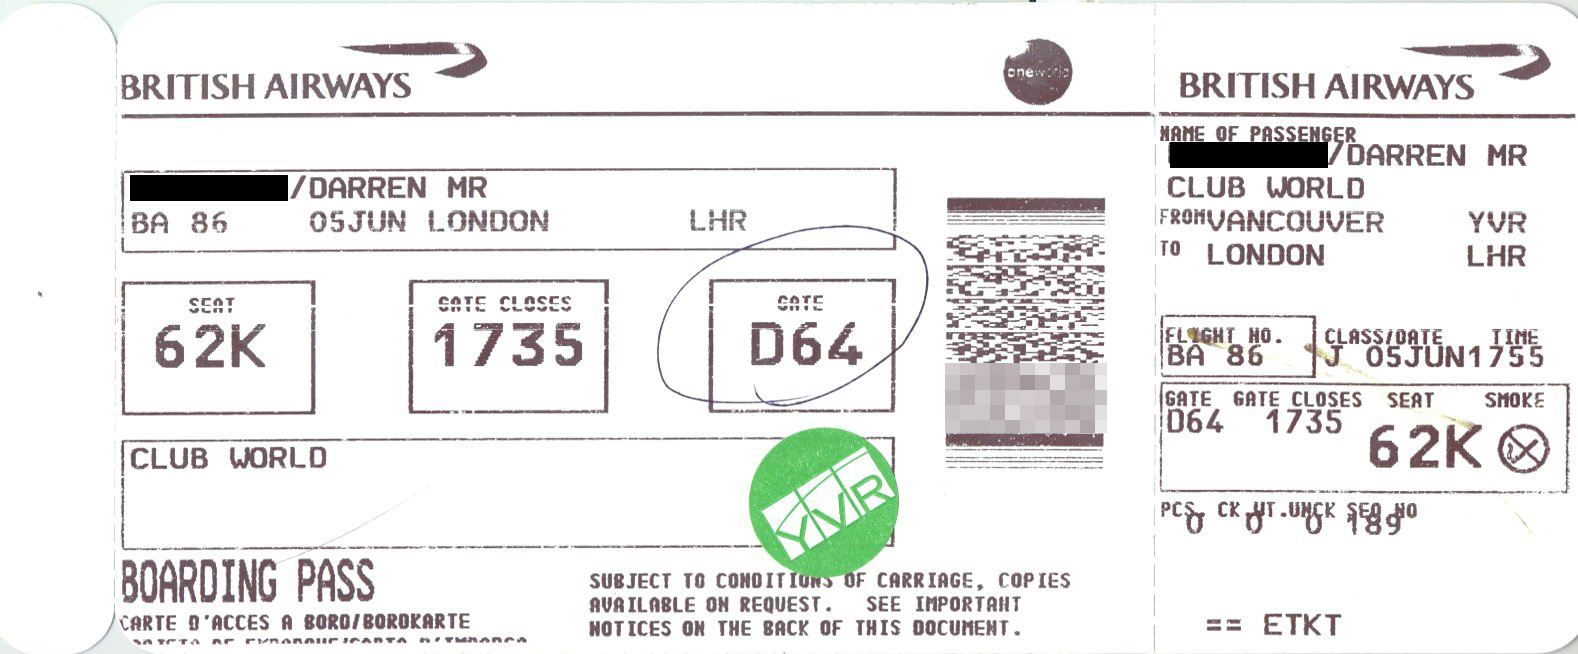 BRITISH AIRWAYS
oneworld
/DARREN MR
BA 86 05JUN LONDON LHR
SEAT
62K
GATE CLOSES
1735
GATE
D64
CLUB WORLD
YVR
BOARDING PASS
CARTE D'ACCES A BORD/BORDKARTE
SUBJECT TO CONDITIONS OF CARRIAGE, COPIES
AVAILABLE ON REQUEST. SEE IMPORTANT
NOTICES ON THE BACK OF THIS DOCUMENT.
BRITISH AIRWAYS
NAME OF PASSENGER
/DARREN MR
CLUB WORLD
FROM VANCOUVER YVR
TO LONDON LHR
FLIGHT NO. CLASS/DATE TIME
BA 86 J 05JUN1755
GATE GATE CLOSES SEAT SMOKE
D64 1735 62K
PCS. CK.WT.UNCK SEQ NO
0 0 0 189
== ETKT